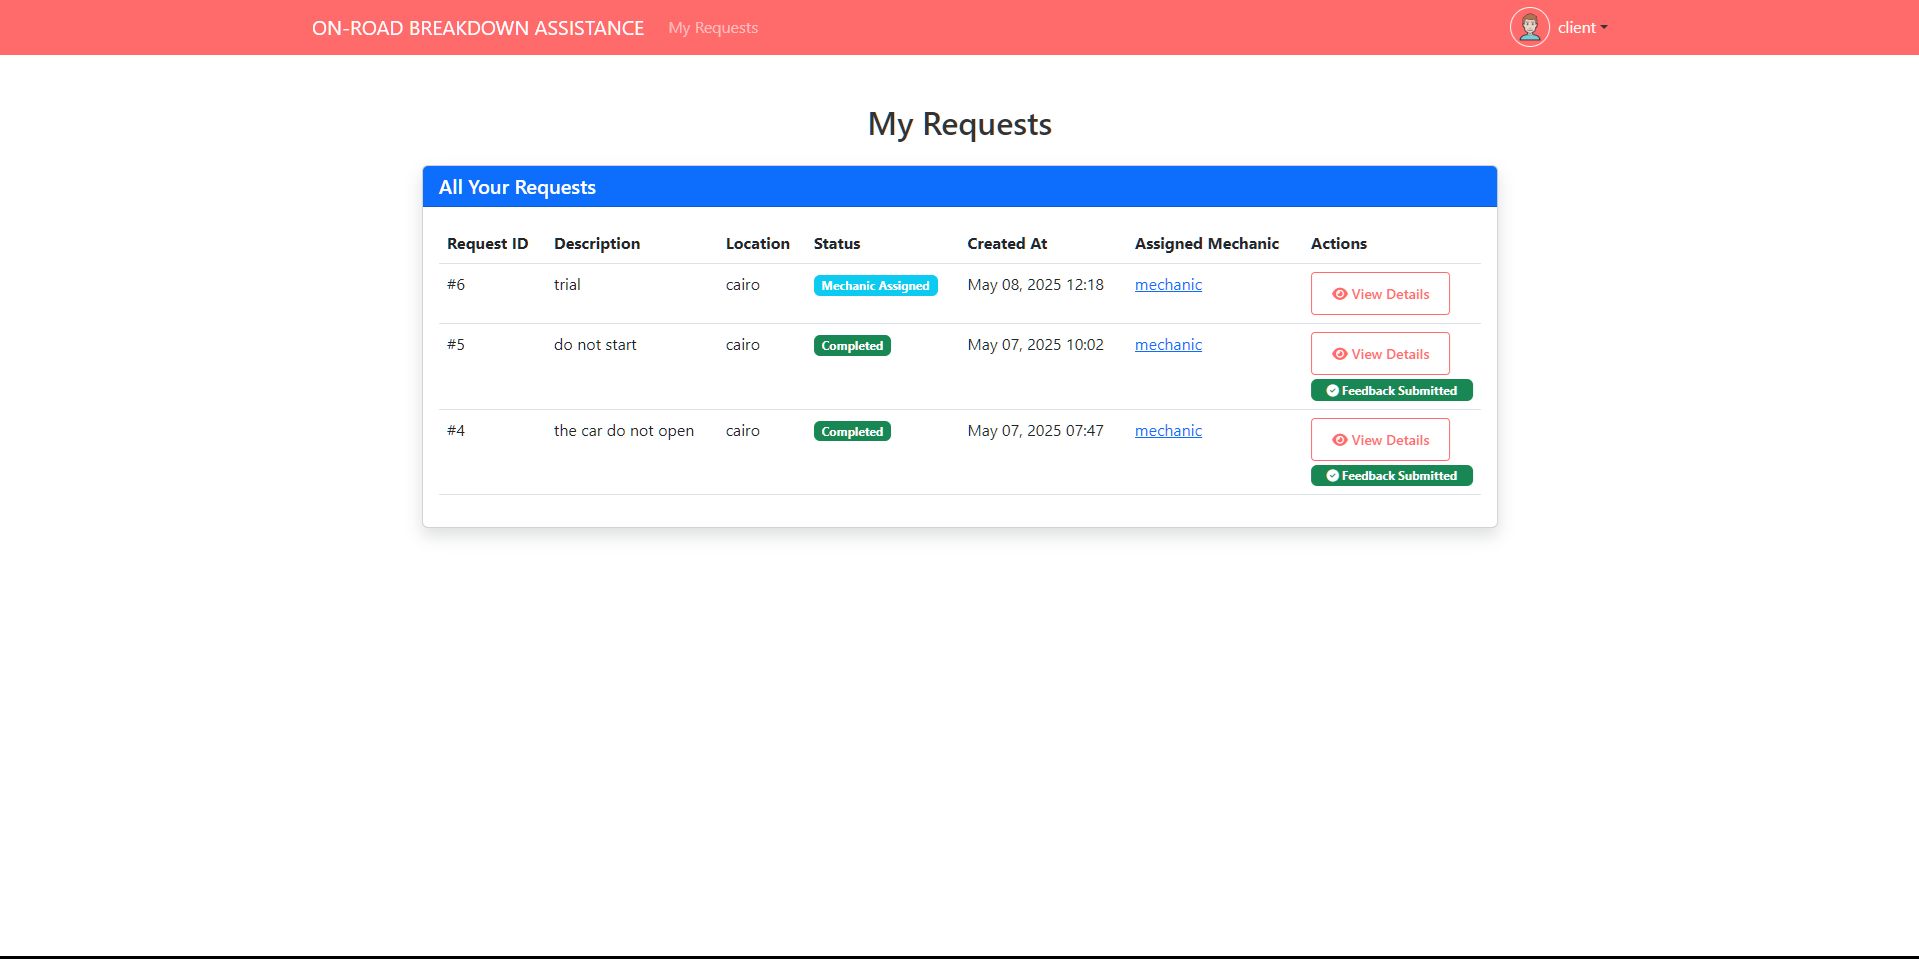 ON-ROAD BREAKDOWN ASSISTANCE My Requests client
My Requests
All Your Requests
Request ID Description Location Status Created At Assigned Mechanic Actions
#6 trial cairo Mechanic Assigned May 08, 2025 12:18 mechanic View Details
#5 do not start cairo Completed May 07, 2025 10:02 mechanic View Details
Feedback Submitted
#4 the car do not open cairo Completed May 07, 2025 07:47 mechanic View Details
Feedback Submitted